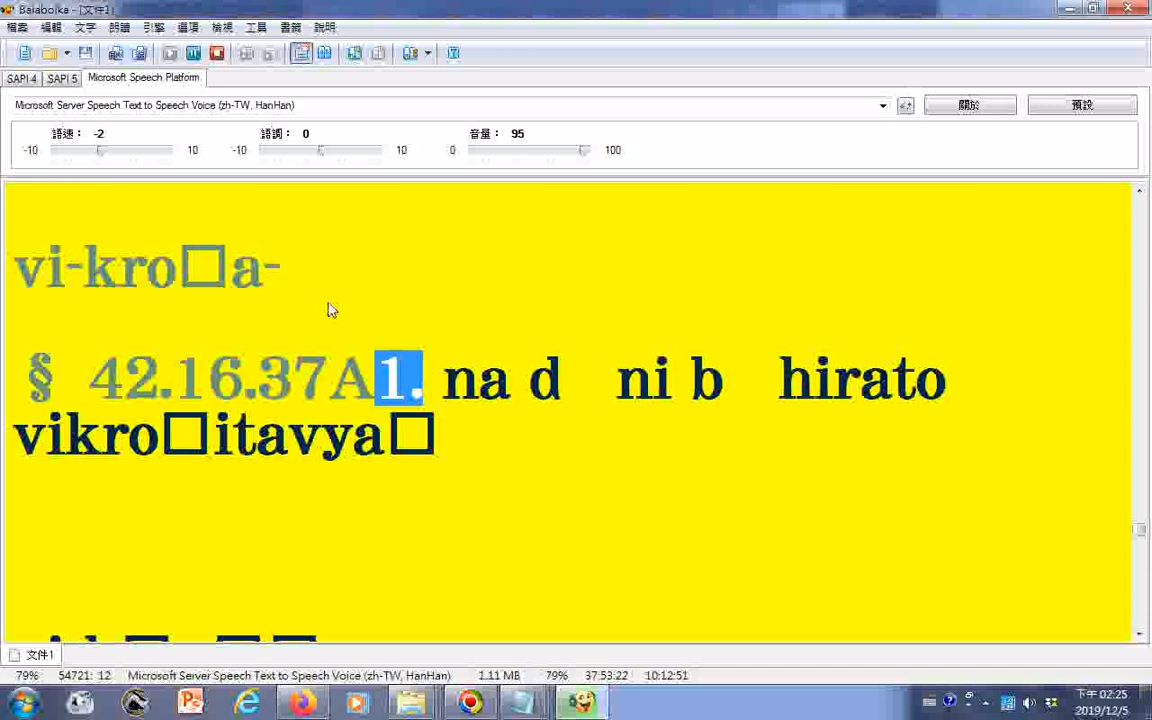 Balabolka - [文件1]
檔案 編輯 文字 朗讀 引擎 選項 檢視 工具 書籤 說明
SAPI 4 SAPI 5 Microsoft Speech Platform
Microsoft Server Speech Text to Speech Voice (zh-TW, HanHan) 關於 預設
語速： -2 語調： 0 音量： 95
-10 10 -10 10 0 100
vi-kro□a-
§ 42.16.37A1. na d ni b hirato
vikro□itavya□
文件1
79% 54721: 12 Microsoft Server Speech Text to Speech Voice (zh-TW, HanHan) 1.11 MB 79% 37:53:22 10:12:51
下午 02:25
2019/12/5